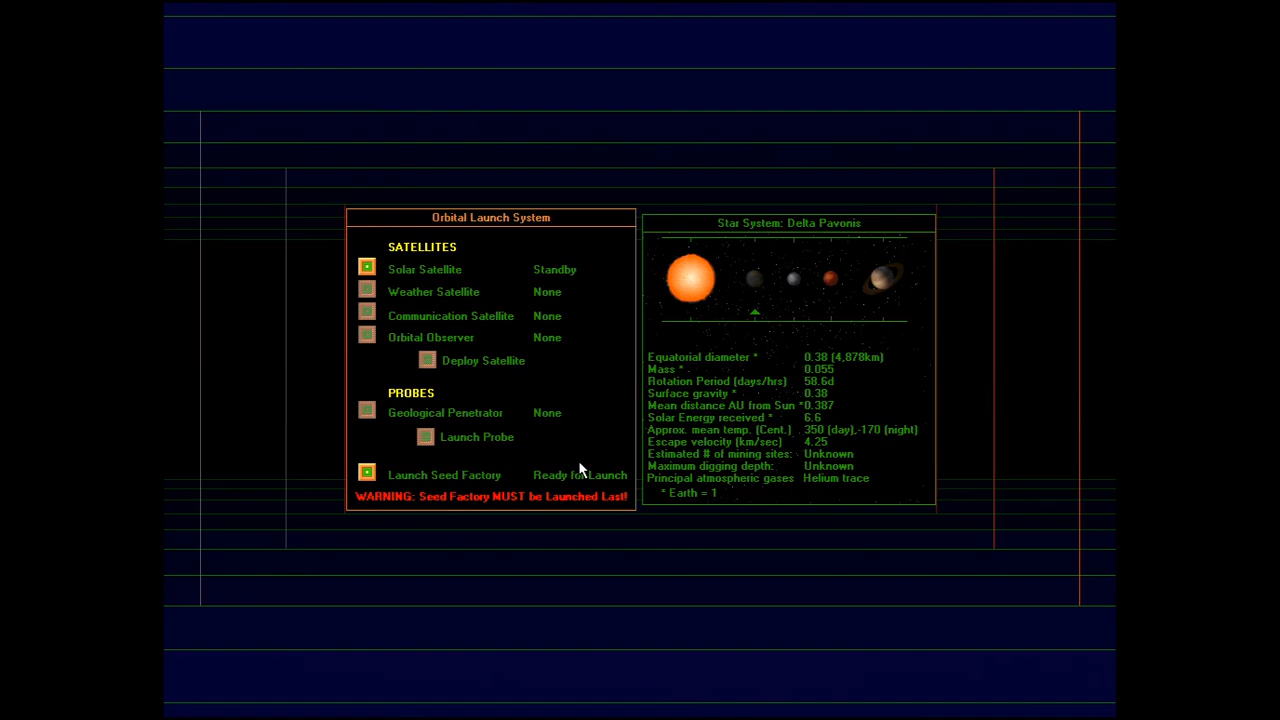 Orbital Launch System
SATELLITES
Solar Satellite Standby
Weather Satellite None
Communication Satellite None
Orbital Observer None
Deploy Satellite
PROBES
Geological Penetrator None
Launch Probe
Launch Seed Factory Ready for Launch
WARNING: Seed Factory MUST be Launched Last!
Star System: Delta Pavonis
Equatorial diameter * 0.38 (4,878km)
Mass * 0.055
Rotation Period (days/hrs) 58.6d
Surface gravity * 0.38
Mean distance AU from Sun * 0.387
Solar Energy received * 6.6
Approx. mean temp. (Cent.) 350 (day),-170 (night)
Escape velocity (km/sec) 4.25
Estimated # of mining sites: Unknown
Maximum digging depth: Unknown
Principal atmospheric gases Helium trace
* Earth = 1